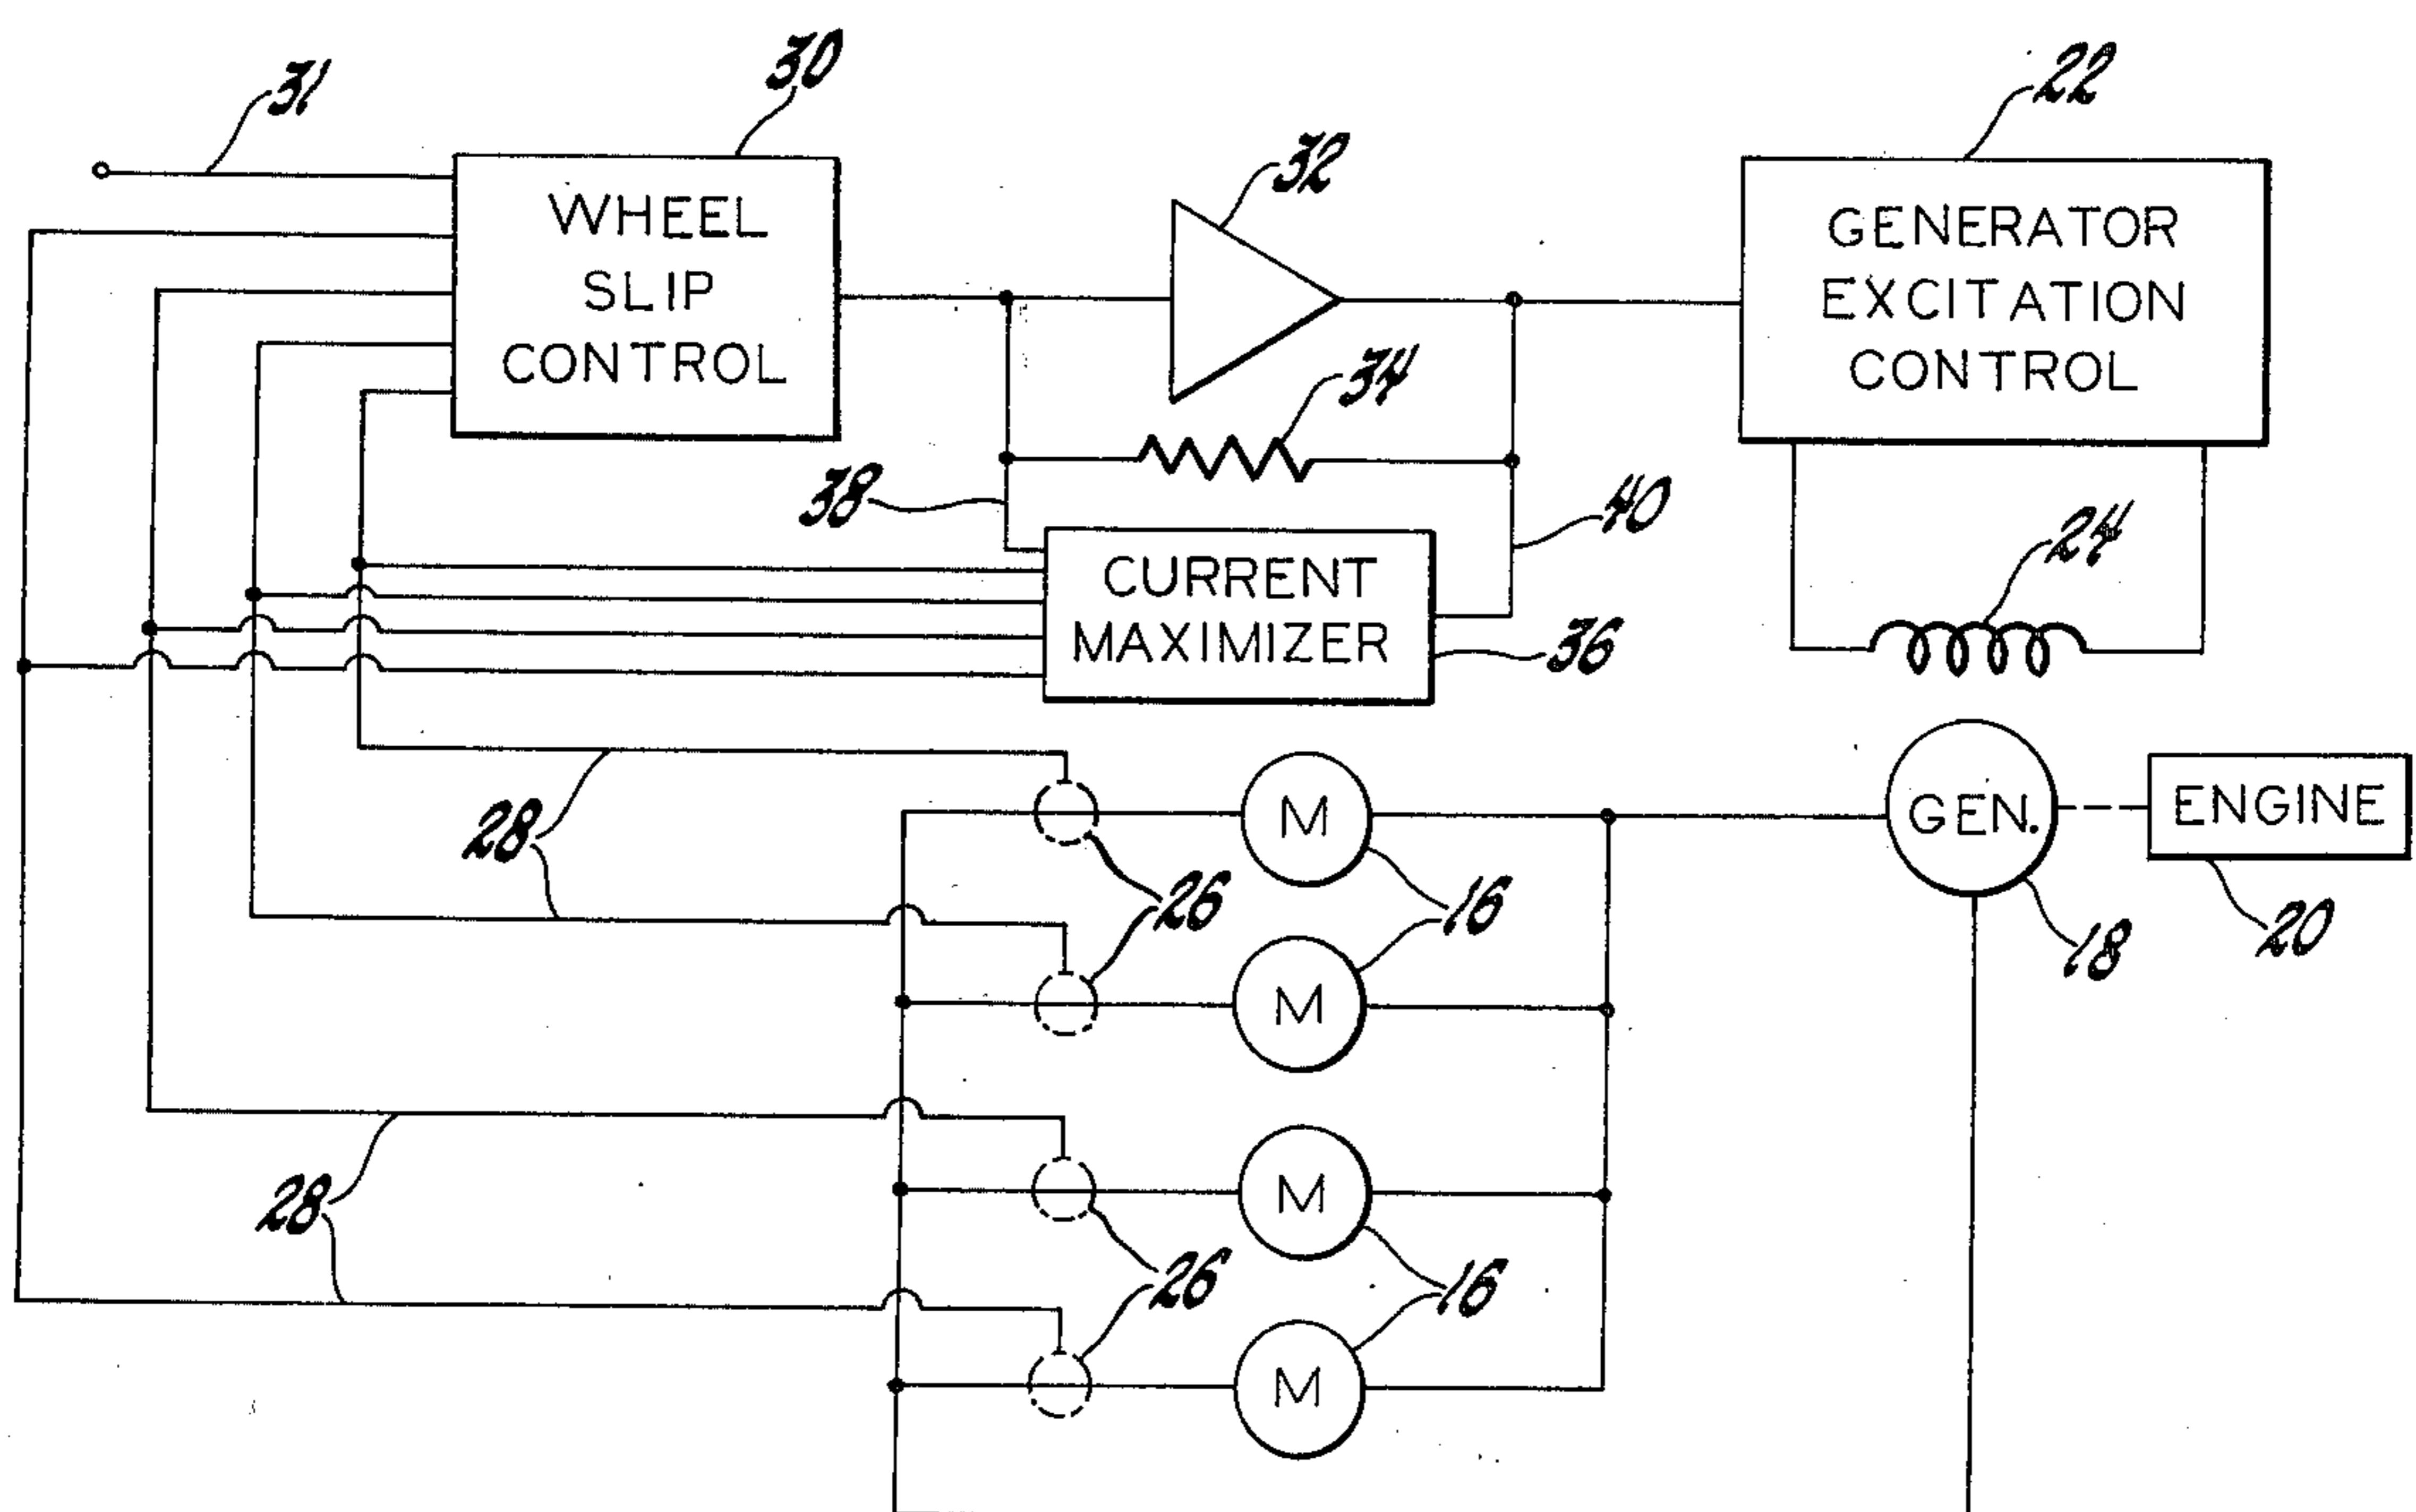 31
30
22
32
WHEEL
SLIP
CONTROL
GENERATOR
EXCITATION
CONTROL
34
38
40
24
CURRENT
MAXIMIZER
36
28
M
GEN.
ENGINE
26
16
18
20
M
28
M
26
16
M